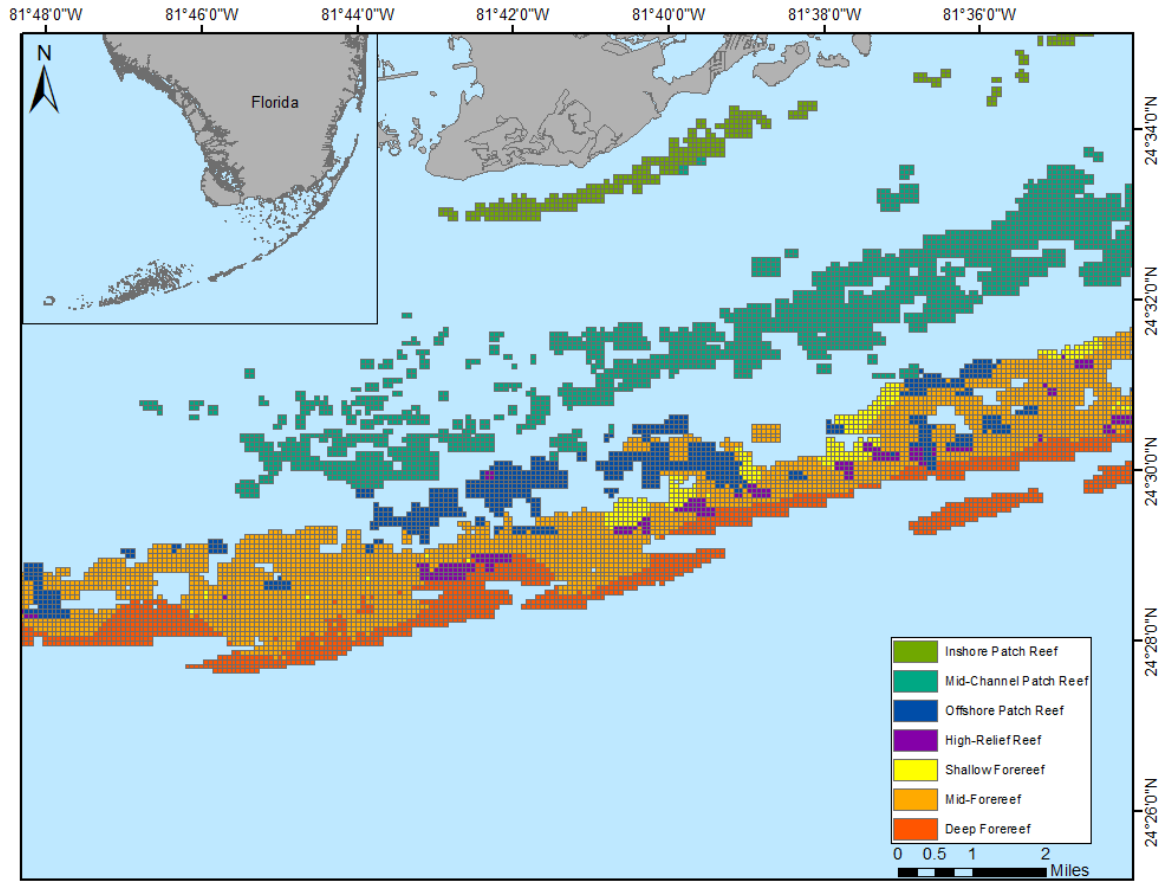 81°48'0"W 81°46'0"W 81°44'0"W 81°42'0"W 81°40'0"W 81°38'0"W 81°36'0"W
N
Florida
24°34'0"N
24°32'0"N
24°30'0"N
24°28'0"N
24°26'0"N
Inshore Patch Reef
Mid-Channel Patch Reef
Offshore Patch Reef
High-Relief Reef
Shallow Forereef
Mid-Forereef
Deep Forereef
0 0.5 1 2
Miles